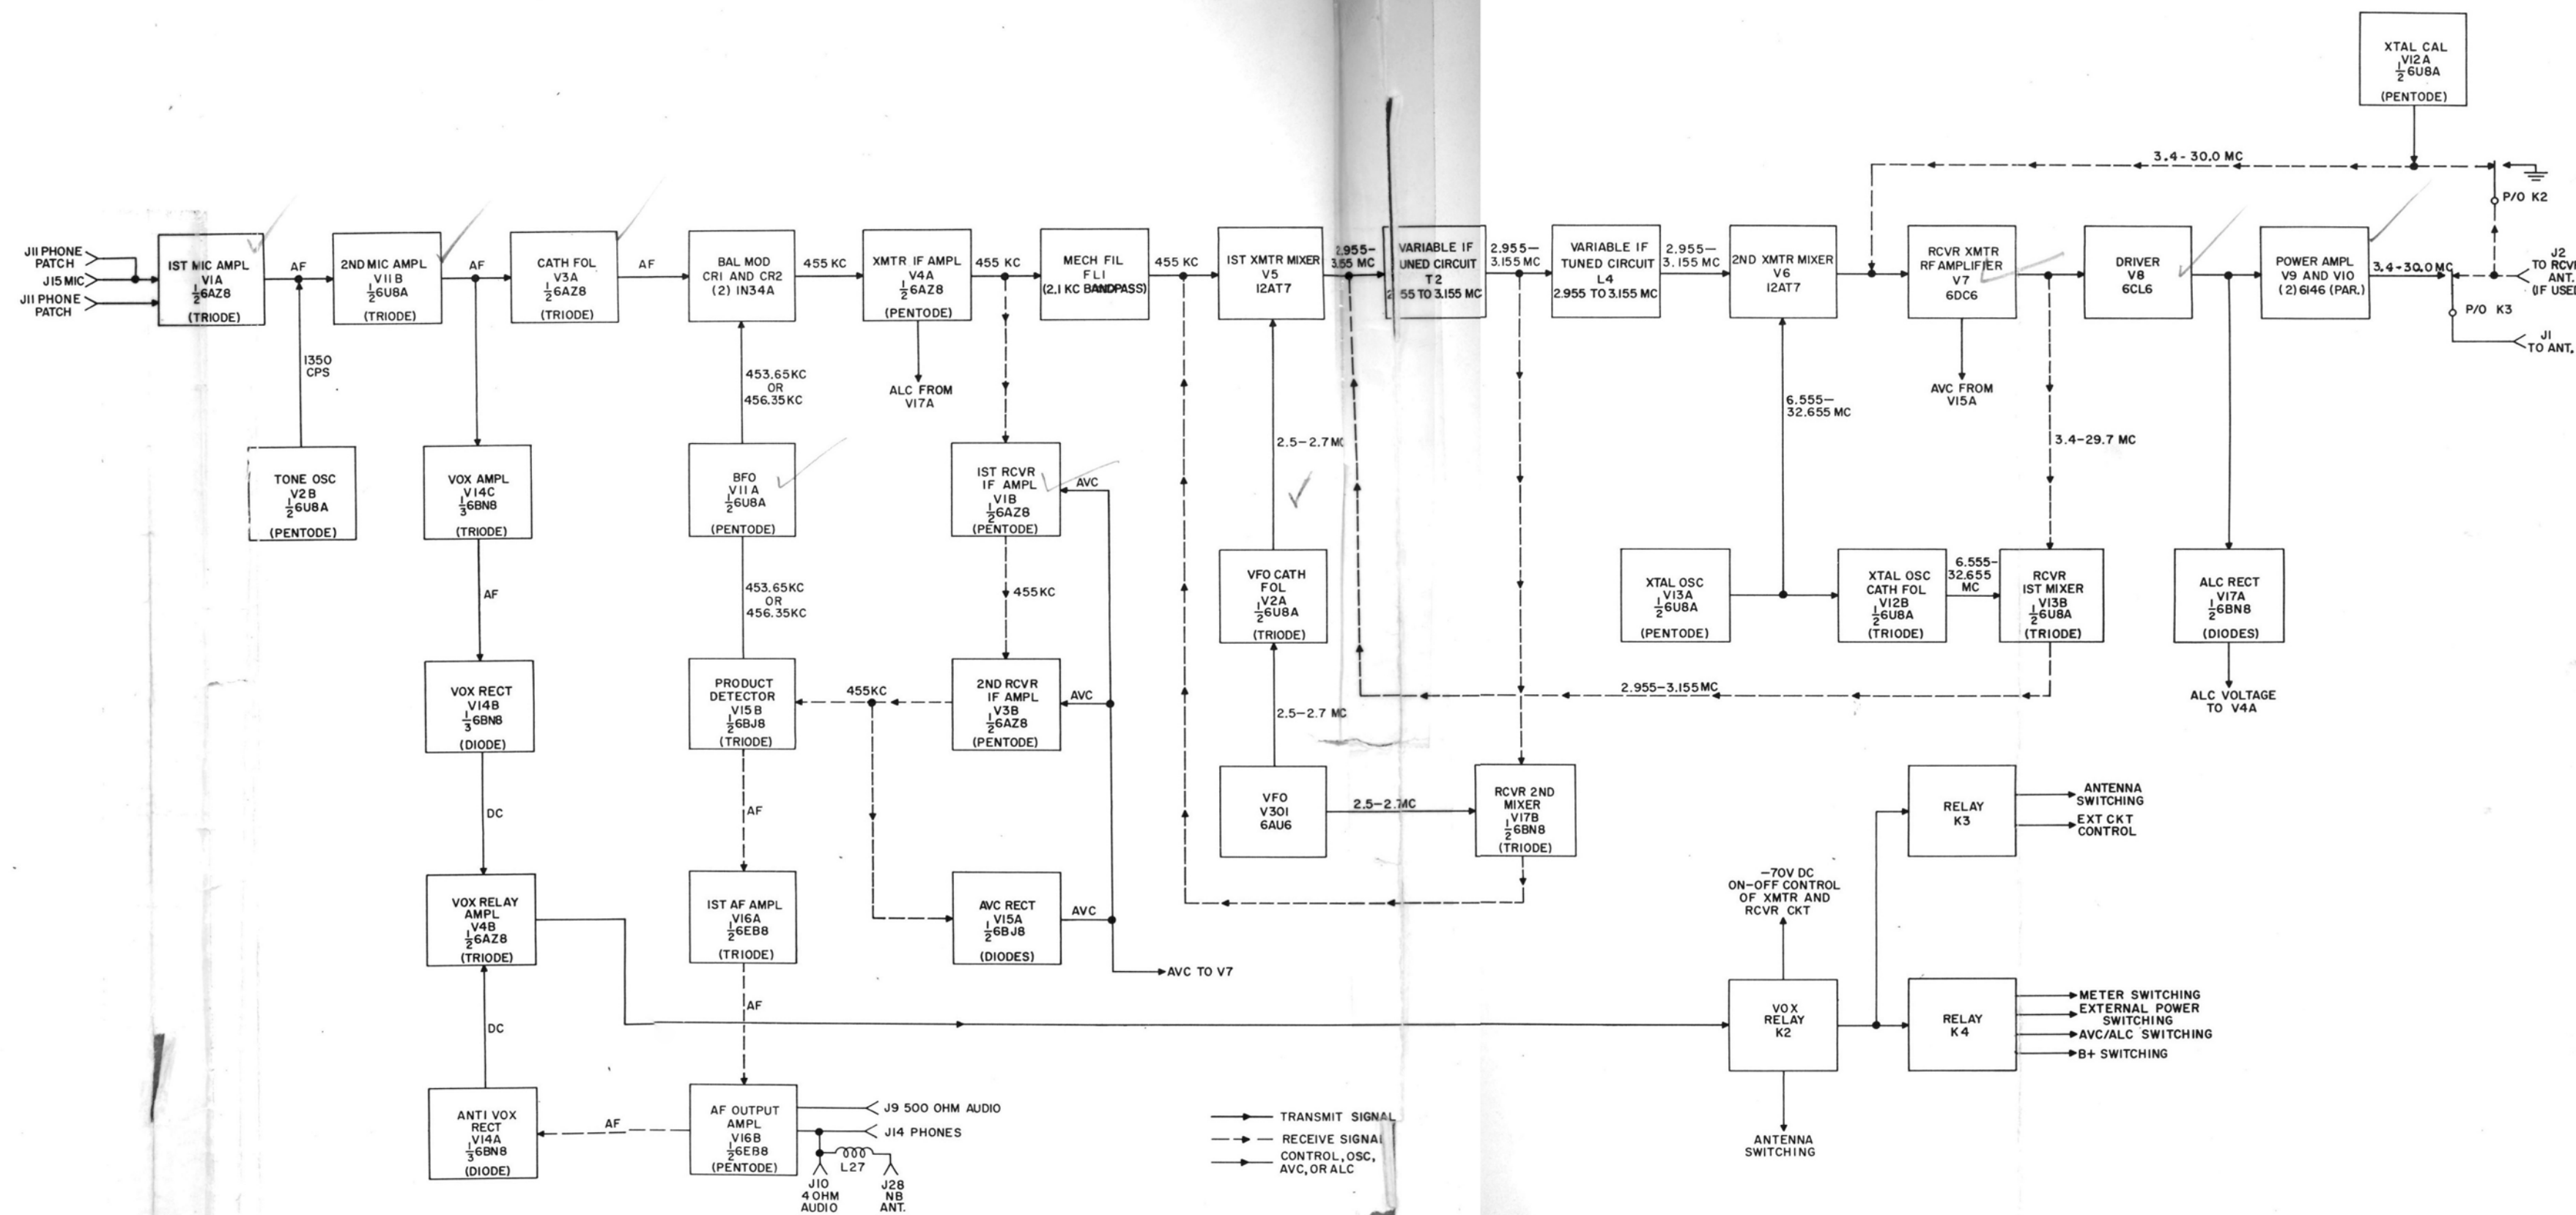 XTAL CAL
V12A
½6U8A
(PENTODE)
3.4-30.0 MC
P/O K2
J11 PHONE
PATCH
J15 MIC
J11 PHONE
PATCH
1ST MIC AMPL
V1A
½6AZ8
(TRIODE)
AF
2ND MIC AMPL
V11B
½6U8A
(TRIODE)
AF
CATH FOL
V3A
½6AZ8
(TRIODE)
AF
BAL MOD
CR1 AND CR2
(2) 1N34A
455 KC
XMTR IF AMPL
V4A
½6AZ8
(PENTODE)
455 KC
MECH FIL
FL1
(2.1 KC BANDPASS)
455 KC
1ST XMTR MIXER
V5
12AT7
2.955-
3.155 MC
VARIABLE IF
TUNED CIRCUIT
T2
2.955 TO 3.155 MC
2.955-
3.155 MC
VARIABLE IF
TUNED CIRCUIT
L4
2.955 TO 3.155 MC
2.955-
3.155 MC
2ND XMTR MIXER
V6
12AT7
RCVR XMTR
RF AMPLIFIER
V7
6DC6
DRIVER
V8
6CL6
POWER AMPL
V9 AND V10
(2) 6146 (PAR.)
3.4-30.0 MC
J2
TO RCVR
ANT.
(IF USED
P/O K3
J1
TO ANT.
1350
CPS
453.65KC
OR
456.35KC
ALC FROM
V17A
2.5-2.7 MC
6.555-
32.655 MC
AVC FROM
V15A
3.4-29.7 MC
TONE OSC
V2B
½6U8A
(PENTODE)
VOX AMPL
V14C
⅓6BN8
(TRIODE)
BFO
V11A
½6U8A
(PENTODE)
1ST RCVR
IF AMPL
V1B
½6AZ8
(PENTODE)
AVC
AF
453.65KC
OR
456.35KC
455KC
VFO CATH
FOL
V2A
½6U8A
(TRIODE)
XTAL OSC
V13A
½6U8A
(PENTODE)
XTAL OSC
CATH FOL
V12B
½6U8A
(TRIODE)
6.555-
32.655
MC
RCVR
1ST MIXER
V13B
½6U8A
(TRIODE)
ALC RECT
V17A
½6BN8
(DIODES)
VOX RECT
V14B
⅓6BN8
(DIODE)
PRODUCT
DETECTOR
V15B
½6BJ8
(TRIODE)
455KC
2ND RCVR
IF AMPL
V3B
½6AZ8
(PENTODE)
AVC
2.5-2.7 MC
2.955-3.155MC
ALC VOLTAGE
TO V4A
DC
AF
VFO
V301
6AU6
2.5-2.7MC
RCVR 2ND
MIXER
V17B
½6BN8
(TRIODE)
RELAY
K3
ANTENNA
SWITCHING
EXT CKT
CONTROL
VOX RELAY
AMPL
V4B
½6AZ8
(TRIODE)
1ST AF AMPL
V16A
½6EB8
(TRIODE)
AVC RECT
V15A
½6BJ8
(DIODES)
AVC
AVC TO V7
-70V DC
ON-OFF CONTROL
OF XMTR AND
RCVR CKT
DC
AF
VOX
RELAY
K2
RELAY
K4
METER SWITCHING
EXTERNAL POWER
SWITCHING
AVC/ALC SWITCHING
B+ SWITCHING
ANTENNA
SWITCHING
ANTI VOX
RECT
V14A
⅓6BN8
(DIODE)
AF
AF OUTPUT
AMPL
V16B
½6EB8
(PENTODE)
J9 500 OHM AUDIO
J14 PHONES
L27
J10
4 OHM
AUDIO
J28
NB
ANT.
TRANSMIT SIGNAL
RECEIVE SIGNAL
CONTROL, OSC,
AVC, OR ALC